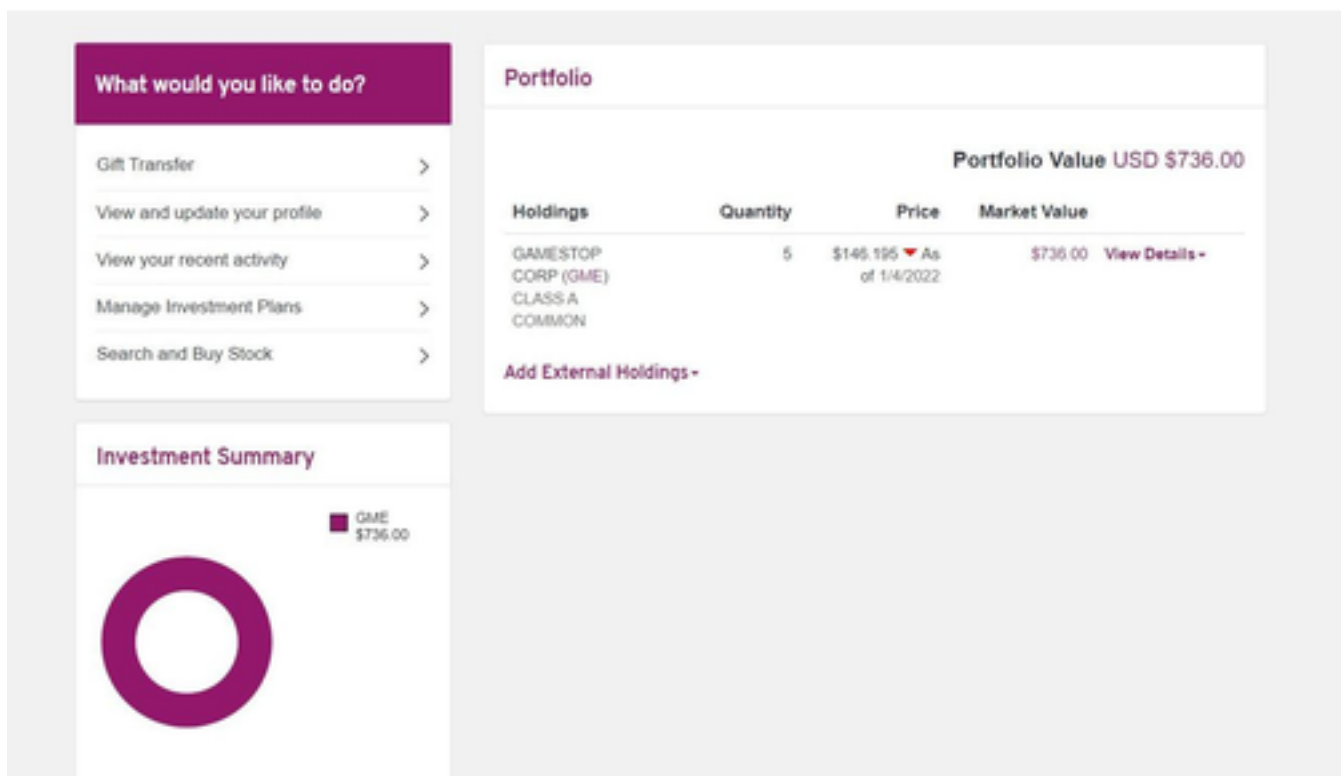 What would you like to do?
Gift Transfer
View and update your profile
View your recent activity
Manage Investment Plans
Search and Buy Stock
Portfolio
Portfolio Value USD $736.00
Holdings Quantity Price Market Value
GAMESTOP 5 $146.195 As $736.00 View Details
CORP (GME) of 1/4/2022
CLASS A
COMMON
Add External Holdings
Investment Summary
GME
$736.00